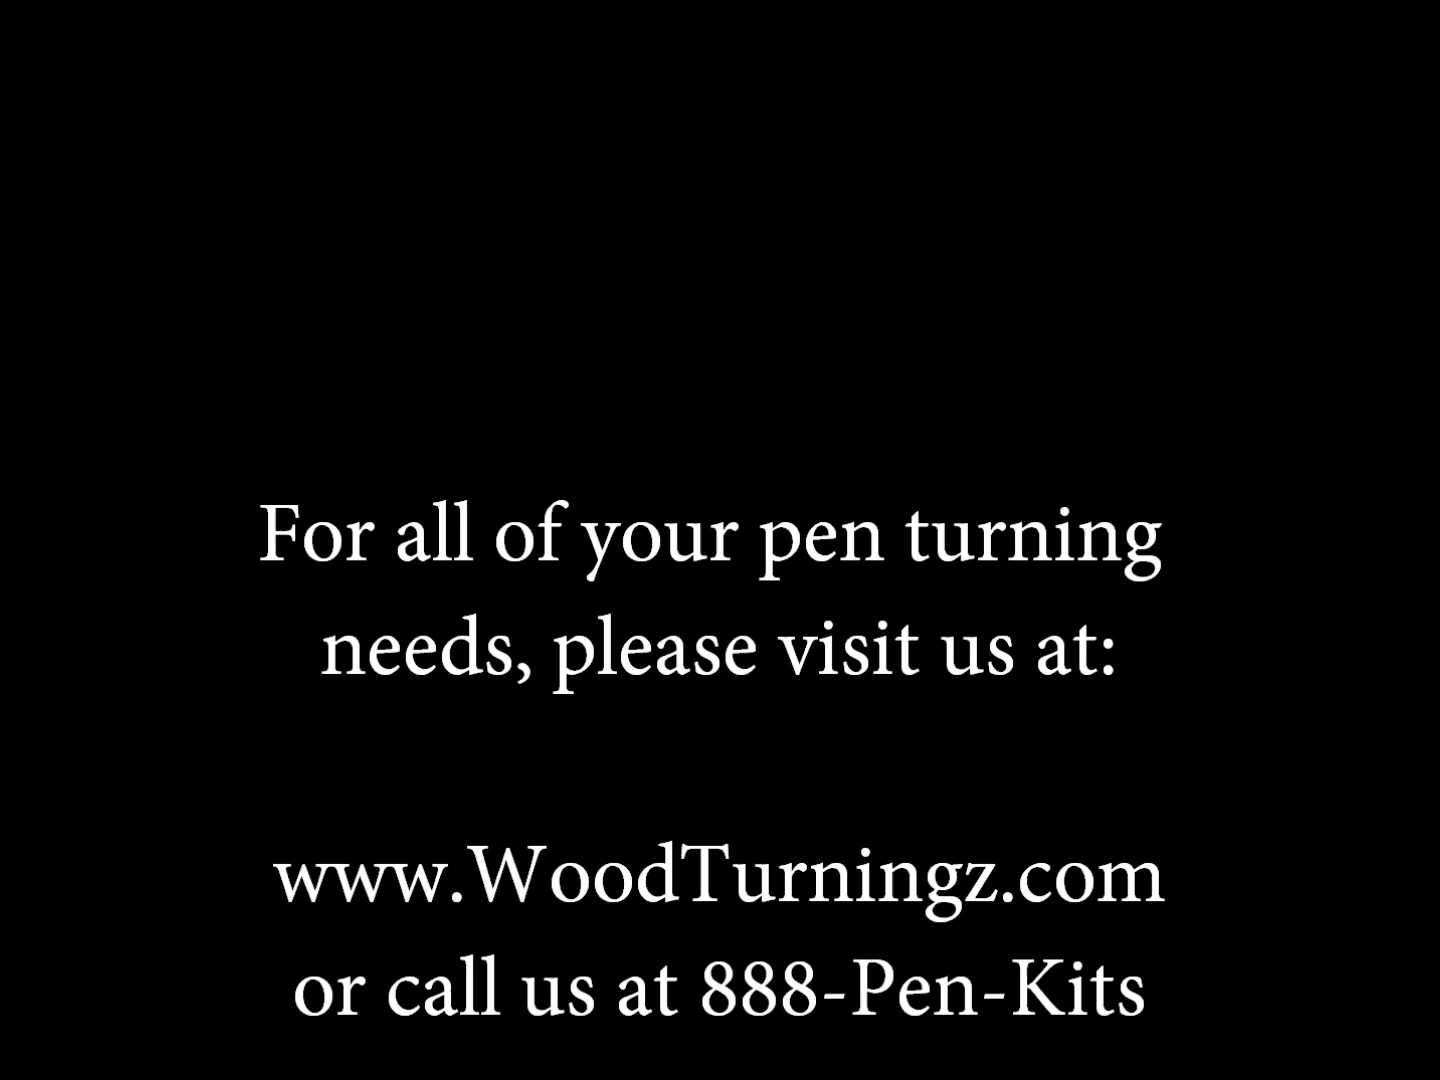 For all of your pen turning
needs, please visit us at:
www.WoodTurningz.com
or call us at 888-Pen-Kits